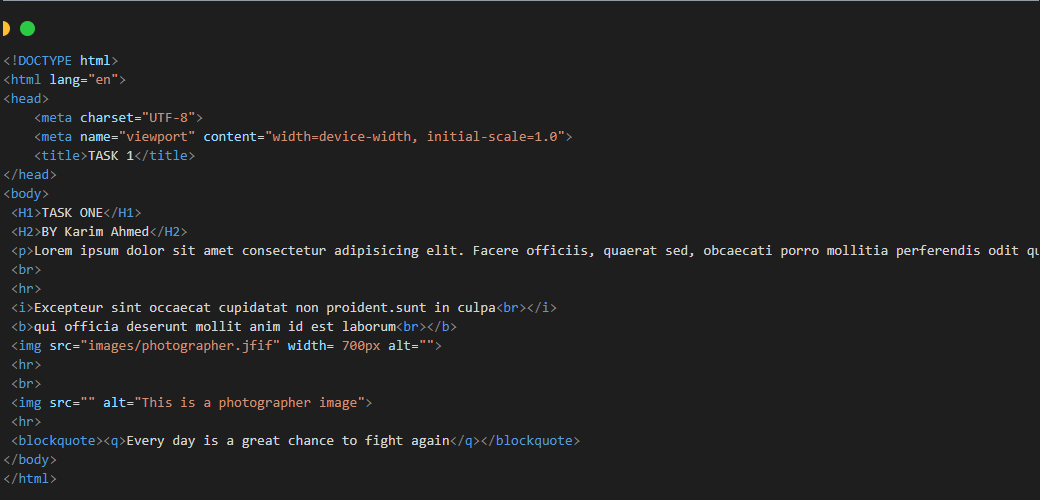 <!DOCTYPE html>
<html lang="en">
<head>
    <meta charset="UTF-8">
    <meta name="viewport" content="width=device-width, initial-scale=1.0">
    <title>TASK 1</title>
</head>
<body>
 <H1>TASK ONE</H1>
 <H2>BY Karim Ahmed</H2>
 <p>Lorem ipsum dolor sit amet consectetur adipisicing elit. Facere officiis, quaerat sed, obcaecati porro mollitia perferendis odit
 <br>
 <hr>
 <i>Excepteur sint occaecat cupidatat non proident.sunt in culpa<br></i>
 <b>qui officia deserunt mollit anim id est laborum<br></b>
 <img src="images/photographer.jfif" width= 700px alt="">
 <hr>
 <br>
 <img src="" alt="This is a photographer image">
 <hr>
 <blockquote><q>Every day is a great chance to fight again</q></blockquote>
</body>
</html>